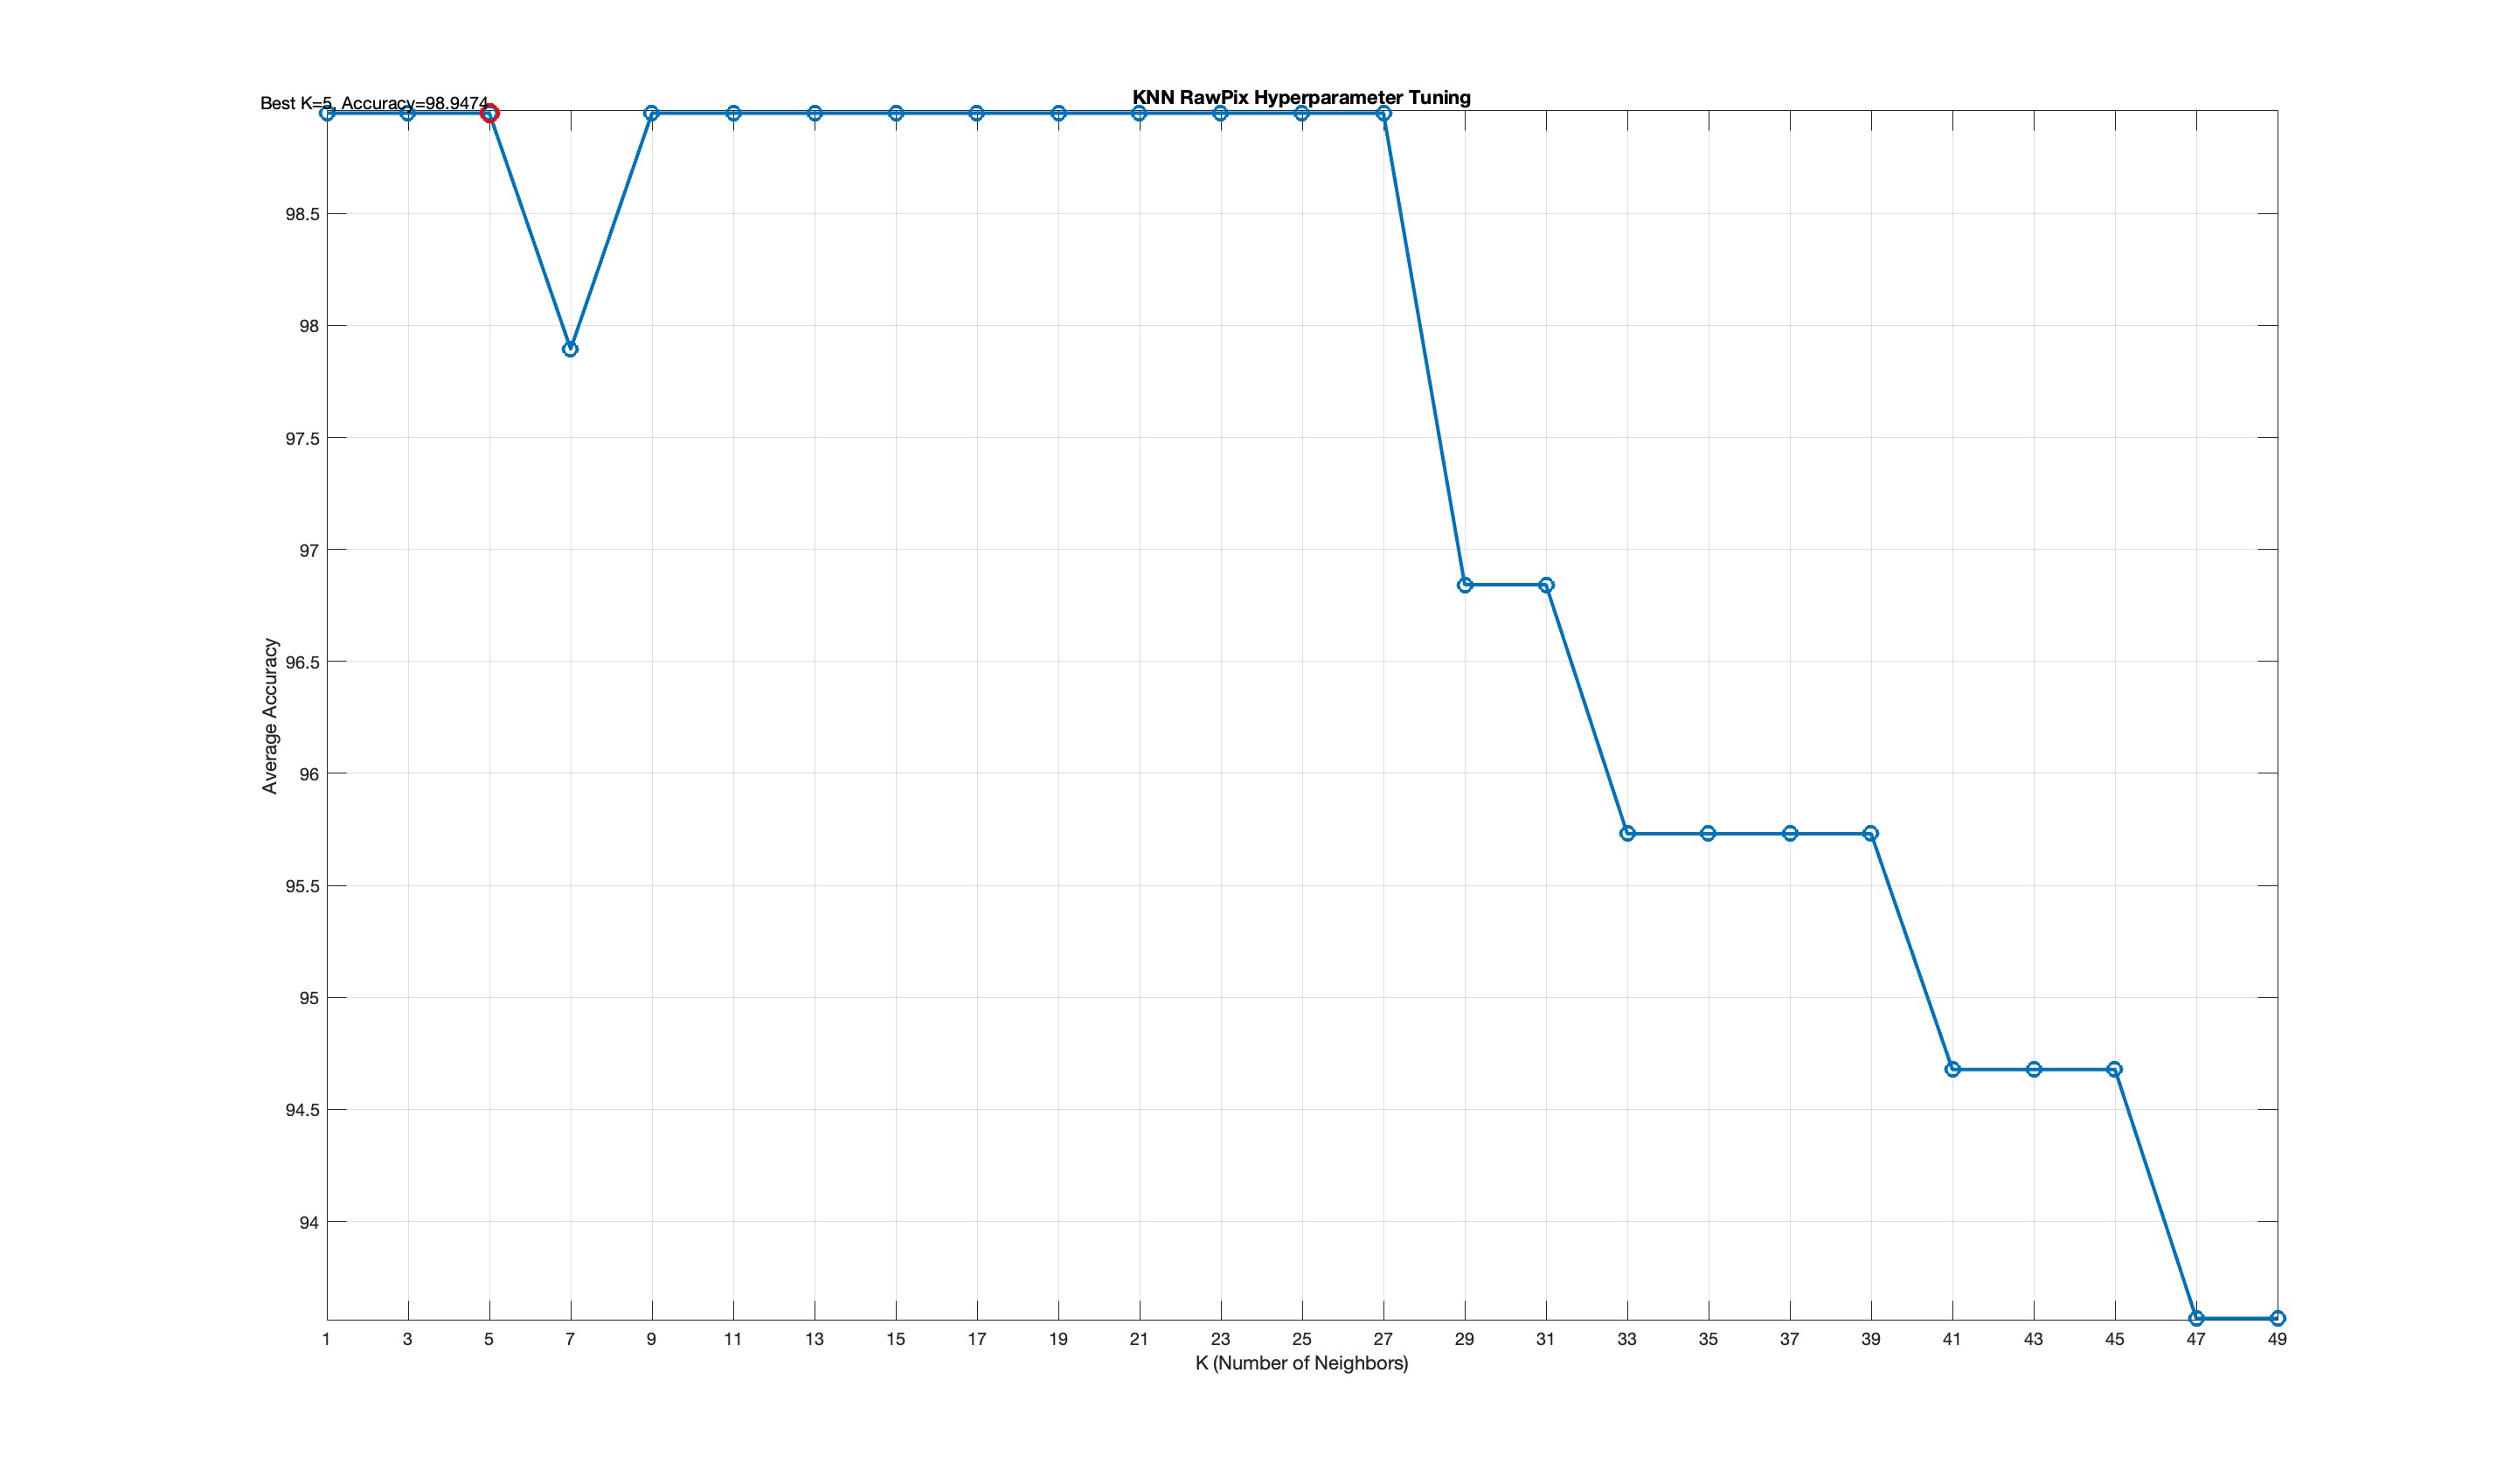 KNN RawPix Hyperparameter Tuning
Best K=5, Accuracy=98.9474
98.5
98
97.5
97
96.5
96
95.5
95
94.5
94
Average Accuracy
1 3 5 7 9 11 13 15 17 19 21 23 25 27 29 31 33 35 37 39 41 43 45 47 49
K (Number of Neighbors)